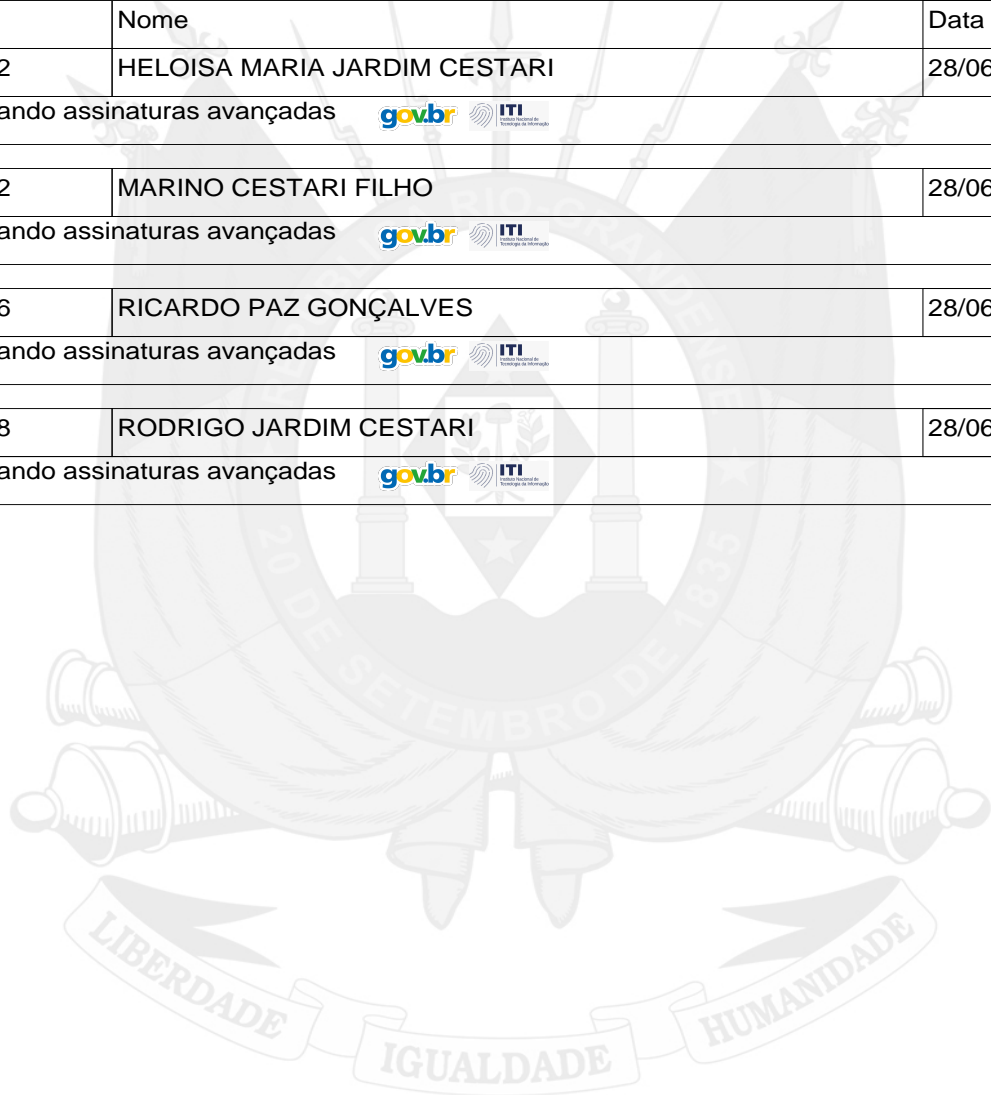 Nome Data
2 HELOISA MARIA JARDIM CESTARI 28/06
ando assinaturas avançadas gov.br ITI
2 MARINO CESTARI FILHO 28/06
ando assinaturas avançadas gov.br ITI
6 RICARDO PAZ GONÇALVES 28/06
ando assinaturas avançadas gov.br ITI
8 RODRIGO JARDIM CESTARI 28/06
ando assinaturas avançadas gov.br ITI
20 DE SETEMBRO DE 1835
LIBERDADE IGUALDADE HUMANIDADE